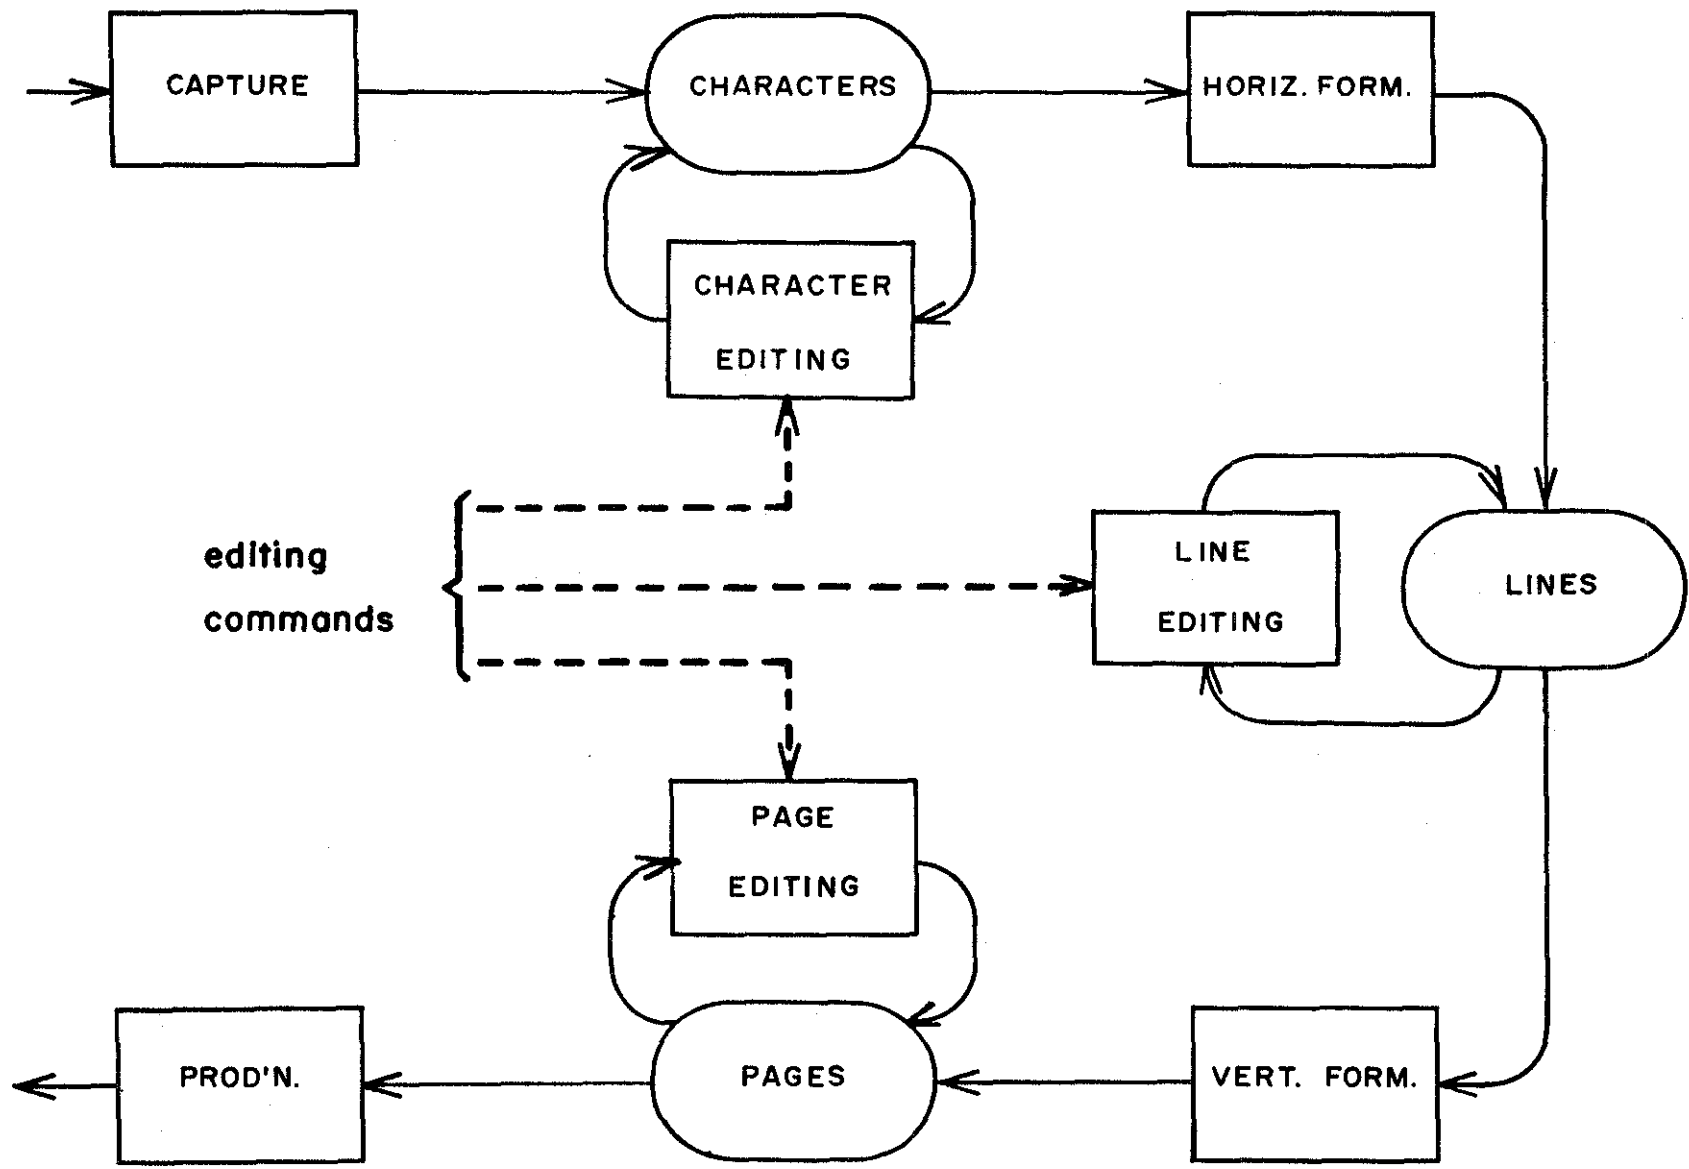 CAPTURE
CHARACTERS
HORIZ. FORM.
CHARACTER
EDITING
editing
commands
LINE
EDITING
LINES
PAGE
EDITING
PROD'N.
PAGES
VERT. FORM.